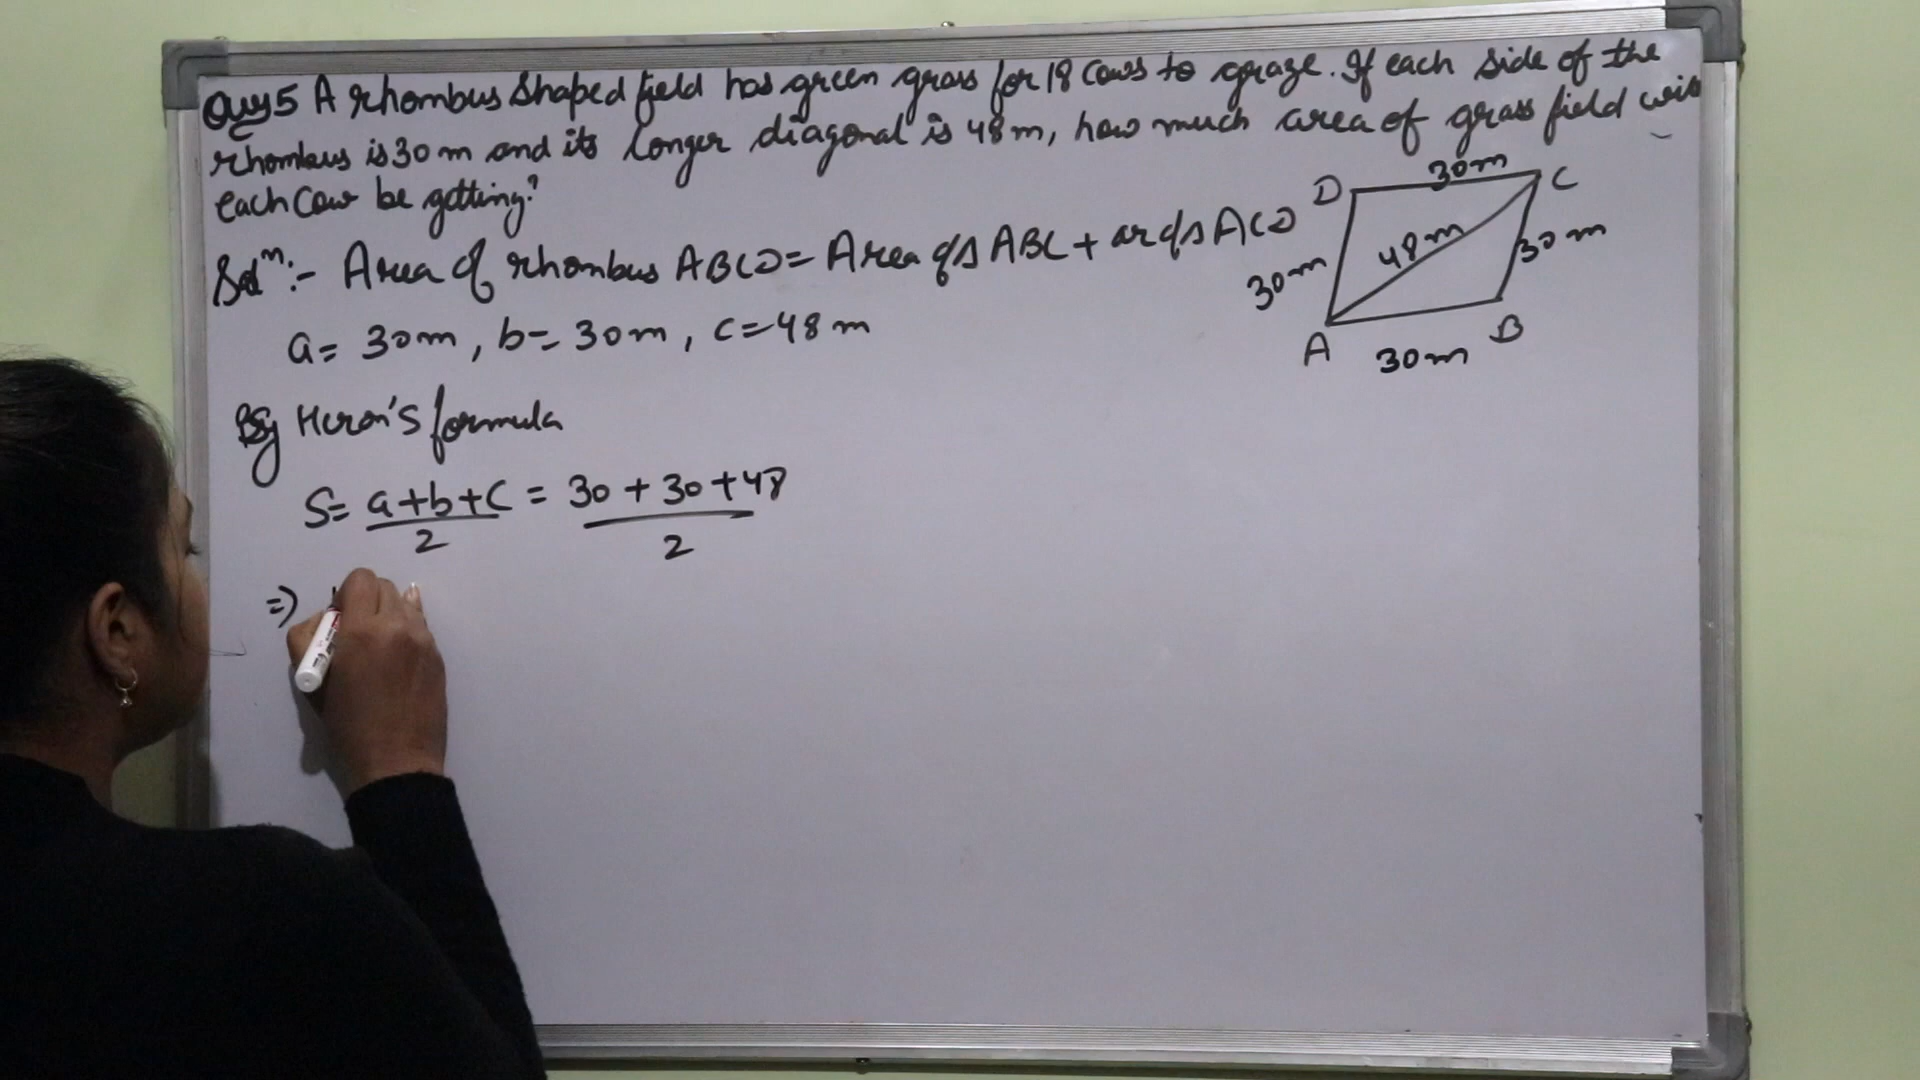 Ques 5 A rhombus shaped field has green grass for 18 cows to graze. If each side of the
rhombus is 30 m and its longer diagonal is 48 m, how much area of grass field will
each cow be getting?
Solⁿ:- Area of rhombus ABCD = Area of Δ ABC + ar of Δ ACD
a = 30m, b = 30m, c = 48 m
By Heron's formula
S = a+b+c = 30 + 30 + 48
2 2
⇒
D 30m C
30m 48m 30m
A 30m B